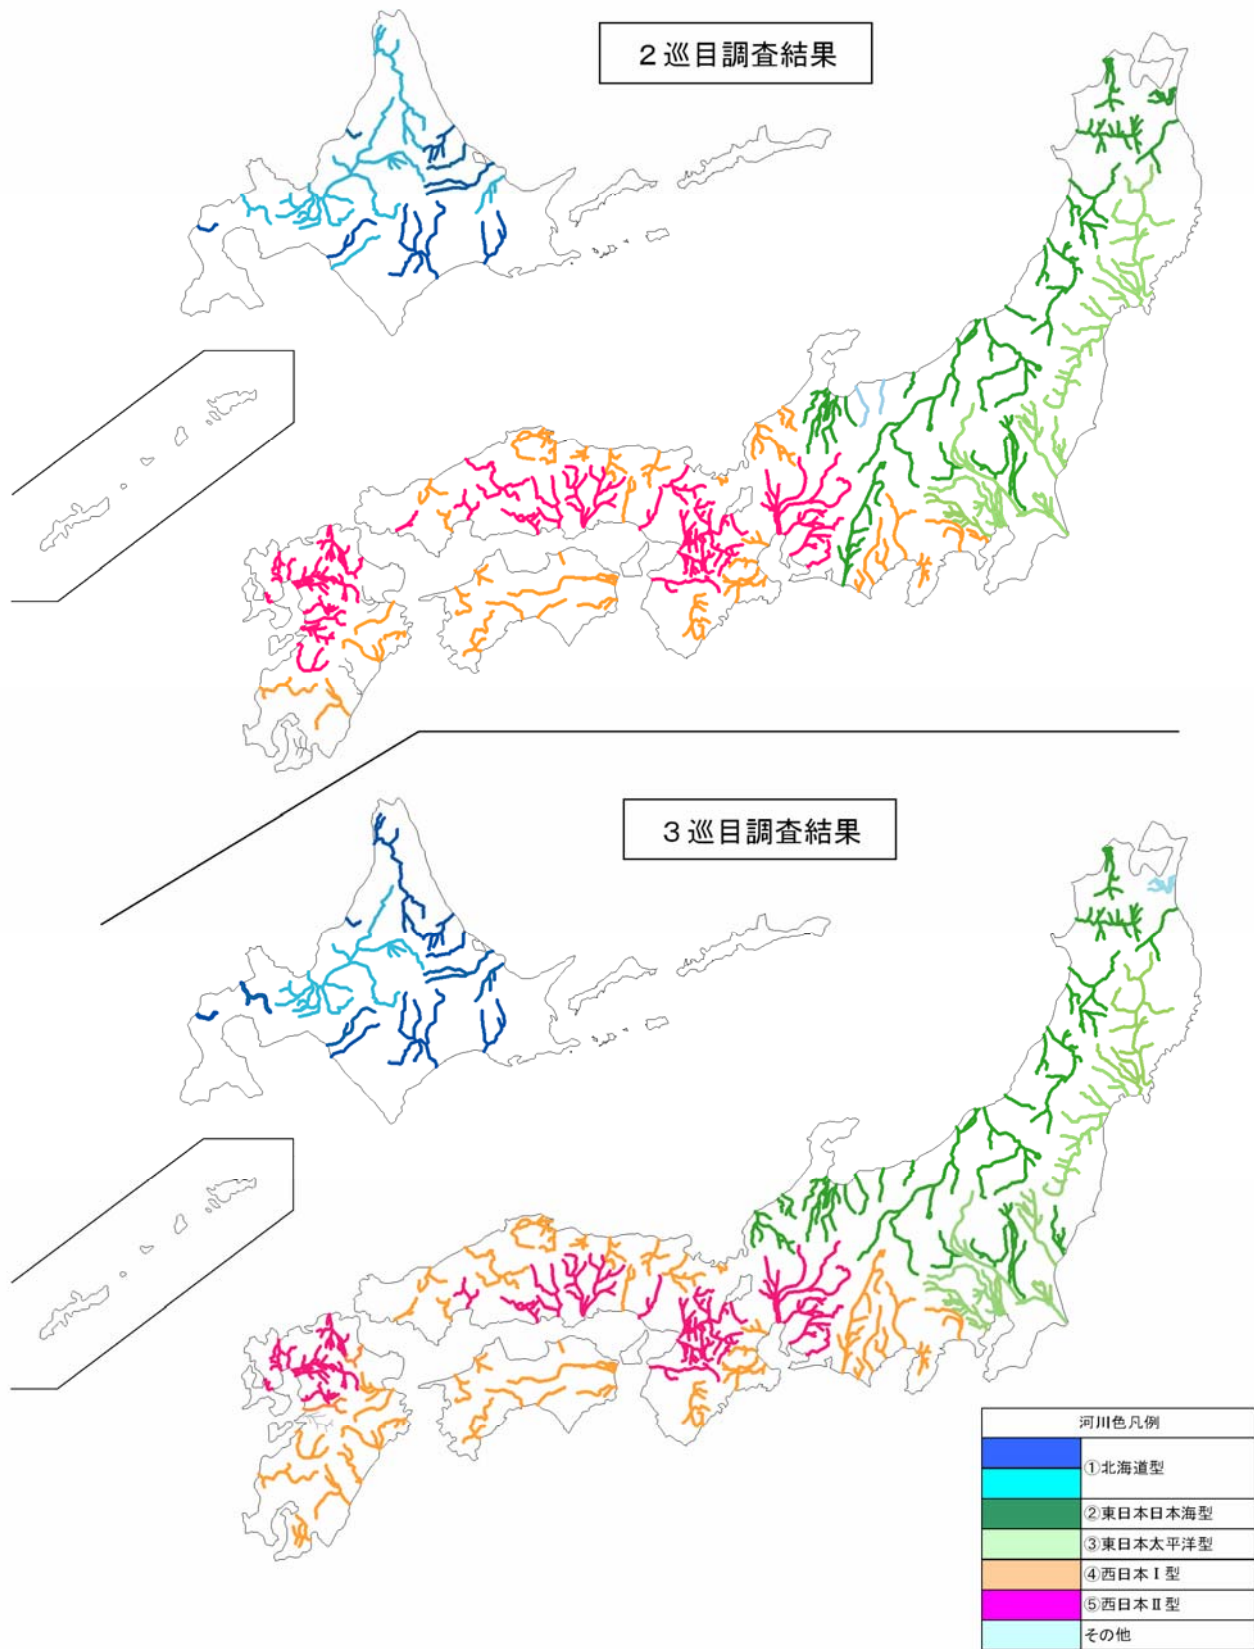 2巡目調査結果
3巡目調査結果
河川色凡例
①北海道型
②東日本日本海型
③東日本太平洋型
④西日本Ⅰ型
⑤西日本Ⅱ型
その他